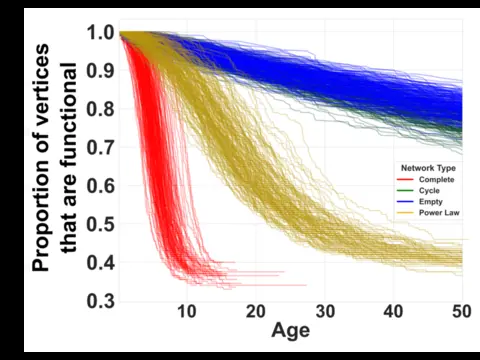 Proportion of vertices
that are functional
1.0
0.9
0.8
0.7
0.6
0.5
0.4
0.3
Network Type
Complete
Cycle
Empty
Power Law
10 20 30 40 50
Age